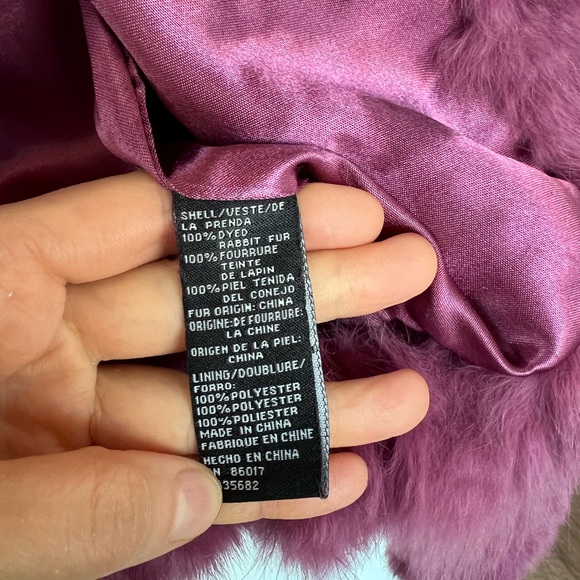 SHELL/VESTE/DE
LA PRENDA
100% DYED
RABBIT FUR
100% FOURRURE
TEINTE
DE LAPIN
100% PIEL TENIDA
DEL CONEJO
FUR ORIGIN: CHINA
ORIGINE:DE FOURRURE:
LA CHINE
ORIGEN DE LA PIEL:
CHINA
LINING/DOUBLURE/
FORRO:
100% POLYESTER
100% POLYESTER
100% POLIESTER
MADE IN CHINA
FABRIQUE EN CHINE
HECHO EN CHINA
N 86017
35682